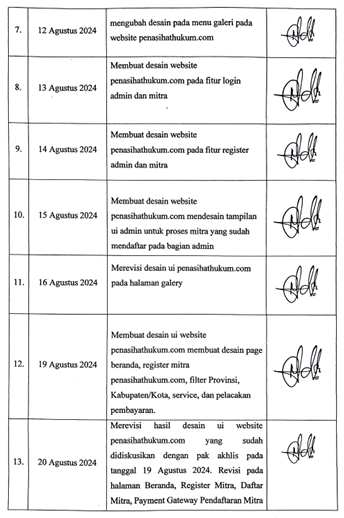 7.
12 Agustus 2024
mengubah desain pada menu galeri pada
website penasihathukum.com
8.
13 Agustus 2024
Membuat desain website
penasihathukum.com pada fitur login
admin dan mitra
9.
14 Agustus 2024
Membuat desain website
penasihathukum.com pada fitur register
admin dan mitra
10.
15 Agustus 2024
Membuat desain website
penasihathukum.com mendesain tampilan
ui admin untuk proses mitra yang sudah
mendaftar pada bagian admin
11.
16 Agustus 2024
Merevisi desain ui penasihathukum.com
pada halaman galery
12.
19 Agustus 2024
Membuat desain ui website
penasihathukum.com membuat desain page
beranda, register mitra
penasihathukum.com, filter Provinsi,
Kabupaten/Kota, service, dan pelacakan
pembayaran.
13.
20 Agustus 2024
Merevisi hasil desain ui website
penasihathukum.com yang sudah
didiskusikan dengan pak akhlis pada
tanggal 19 Agustus 2024. Revisi pada
halaman Beranda, Register Mitra, Daftar
Mitra, Payment Gateway Pendaftaran Mitra